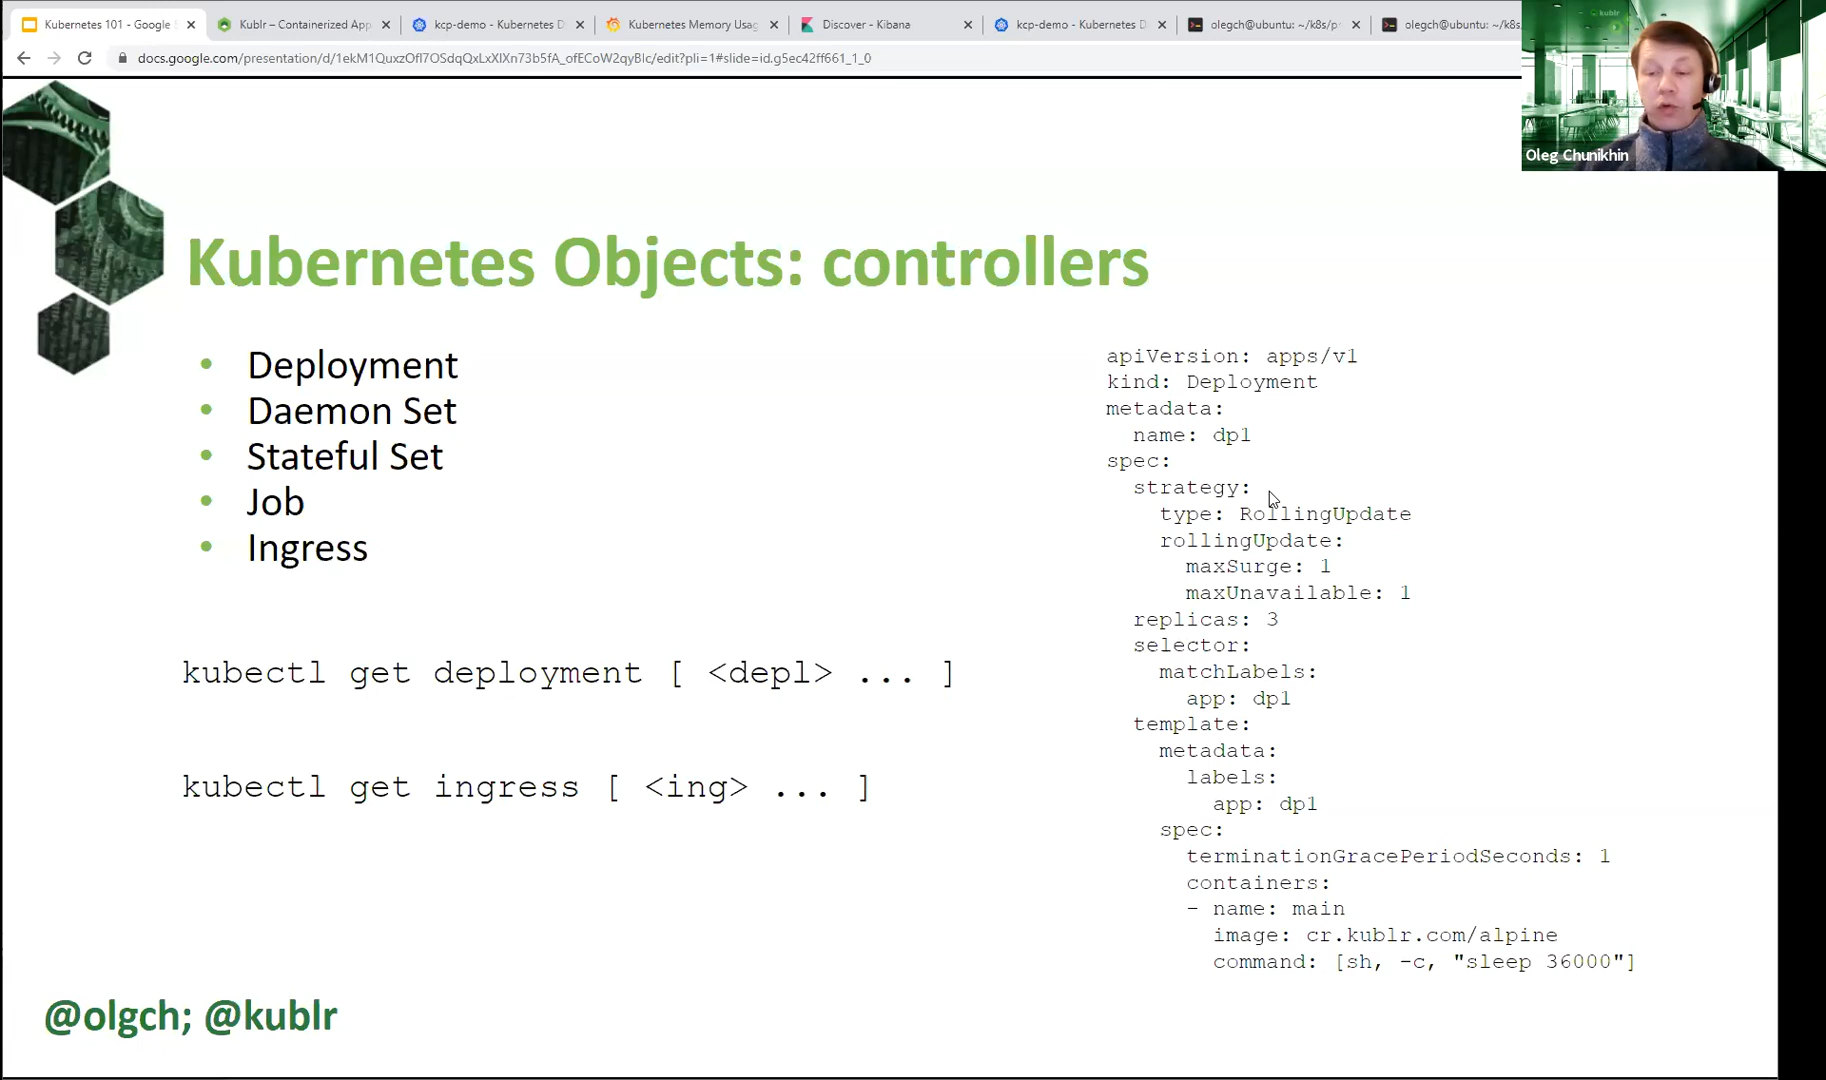 Kubernetes 101 - Google
Kublr – Containerized App
kcp-demo - Kubernetes D
Kubernetes Memory Usag
Discover - Kibana
kcp-demo - Kubernetes D
olegch@ubuntu: ~/k8s/p
olegch@ubuntu: ~/k8s
docs.google.com/presentation/d/1ekM1QuxzOfl7OSdqQxLxXlXn73b5fA_ofECoW2qyBlc/edit?pli=1#slide=id.g5ec42ff661_1_0
kublr
Oleg Chunikhin
Kubernetes Objects: controllers
• Deployment
• Daemon Set
• Stateful Set
• Job
• Ingress
kubectl get deployment [ <depl> ... ]
kubectl get ingress [ <ing> ... ]
apiVersion: apps/v1
kind: Deployment
metadata:
  name: dp1
spec:
  strategy:
    type: RollingUpdate
    rollingUpdate:
      maxSurge: 1
      maxUnavailable: 1
  replicas: 3
  selector:
    matchLabels:
      app: dp1
  template:
    metadata:
      labels:
        app: dp1
    spec:
      terminationGracePeriodSeconds: 1
      containers:
      - name: main
        image: cr.kublr.com/alpine
        command: [sh, -c, "sleep 36000"]
@olgch; @kublr